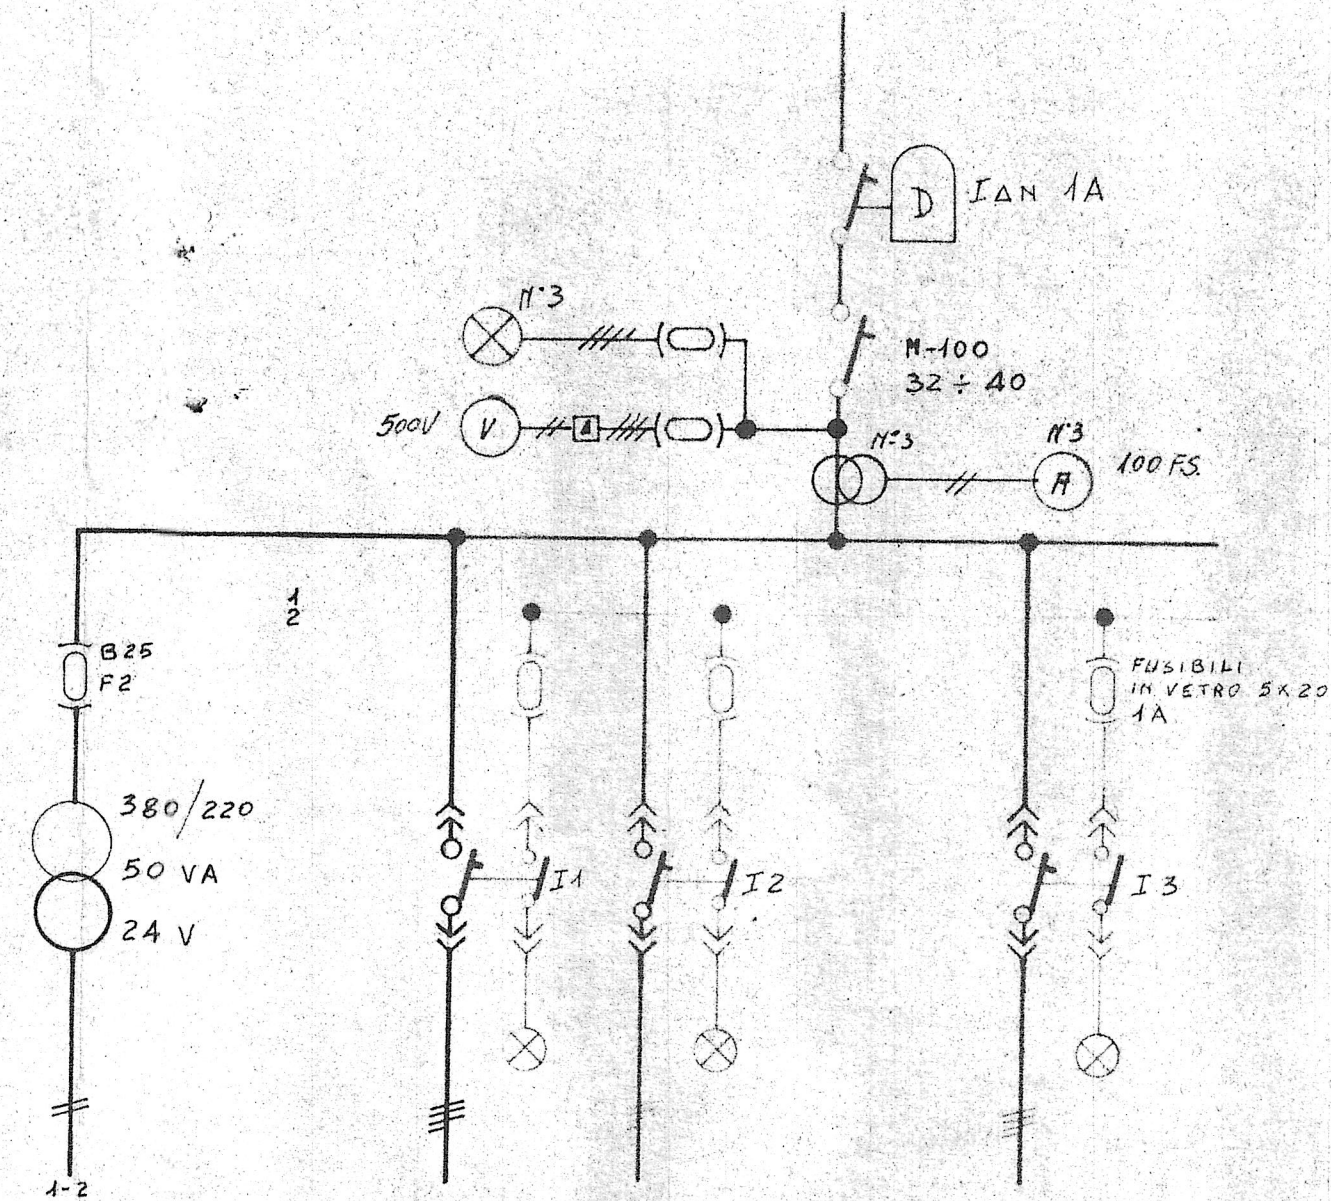 D
IΔN 1A
N°3
M-100
32 ÷ 40
500V
V
N°3
N°3
A
100 FS.
1
2
B25
F2
FUSIBILI
IN VETRO 5x20
1A
380/220
50 VA
24 V
I1
I2
I3
1-2